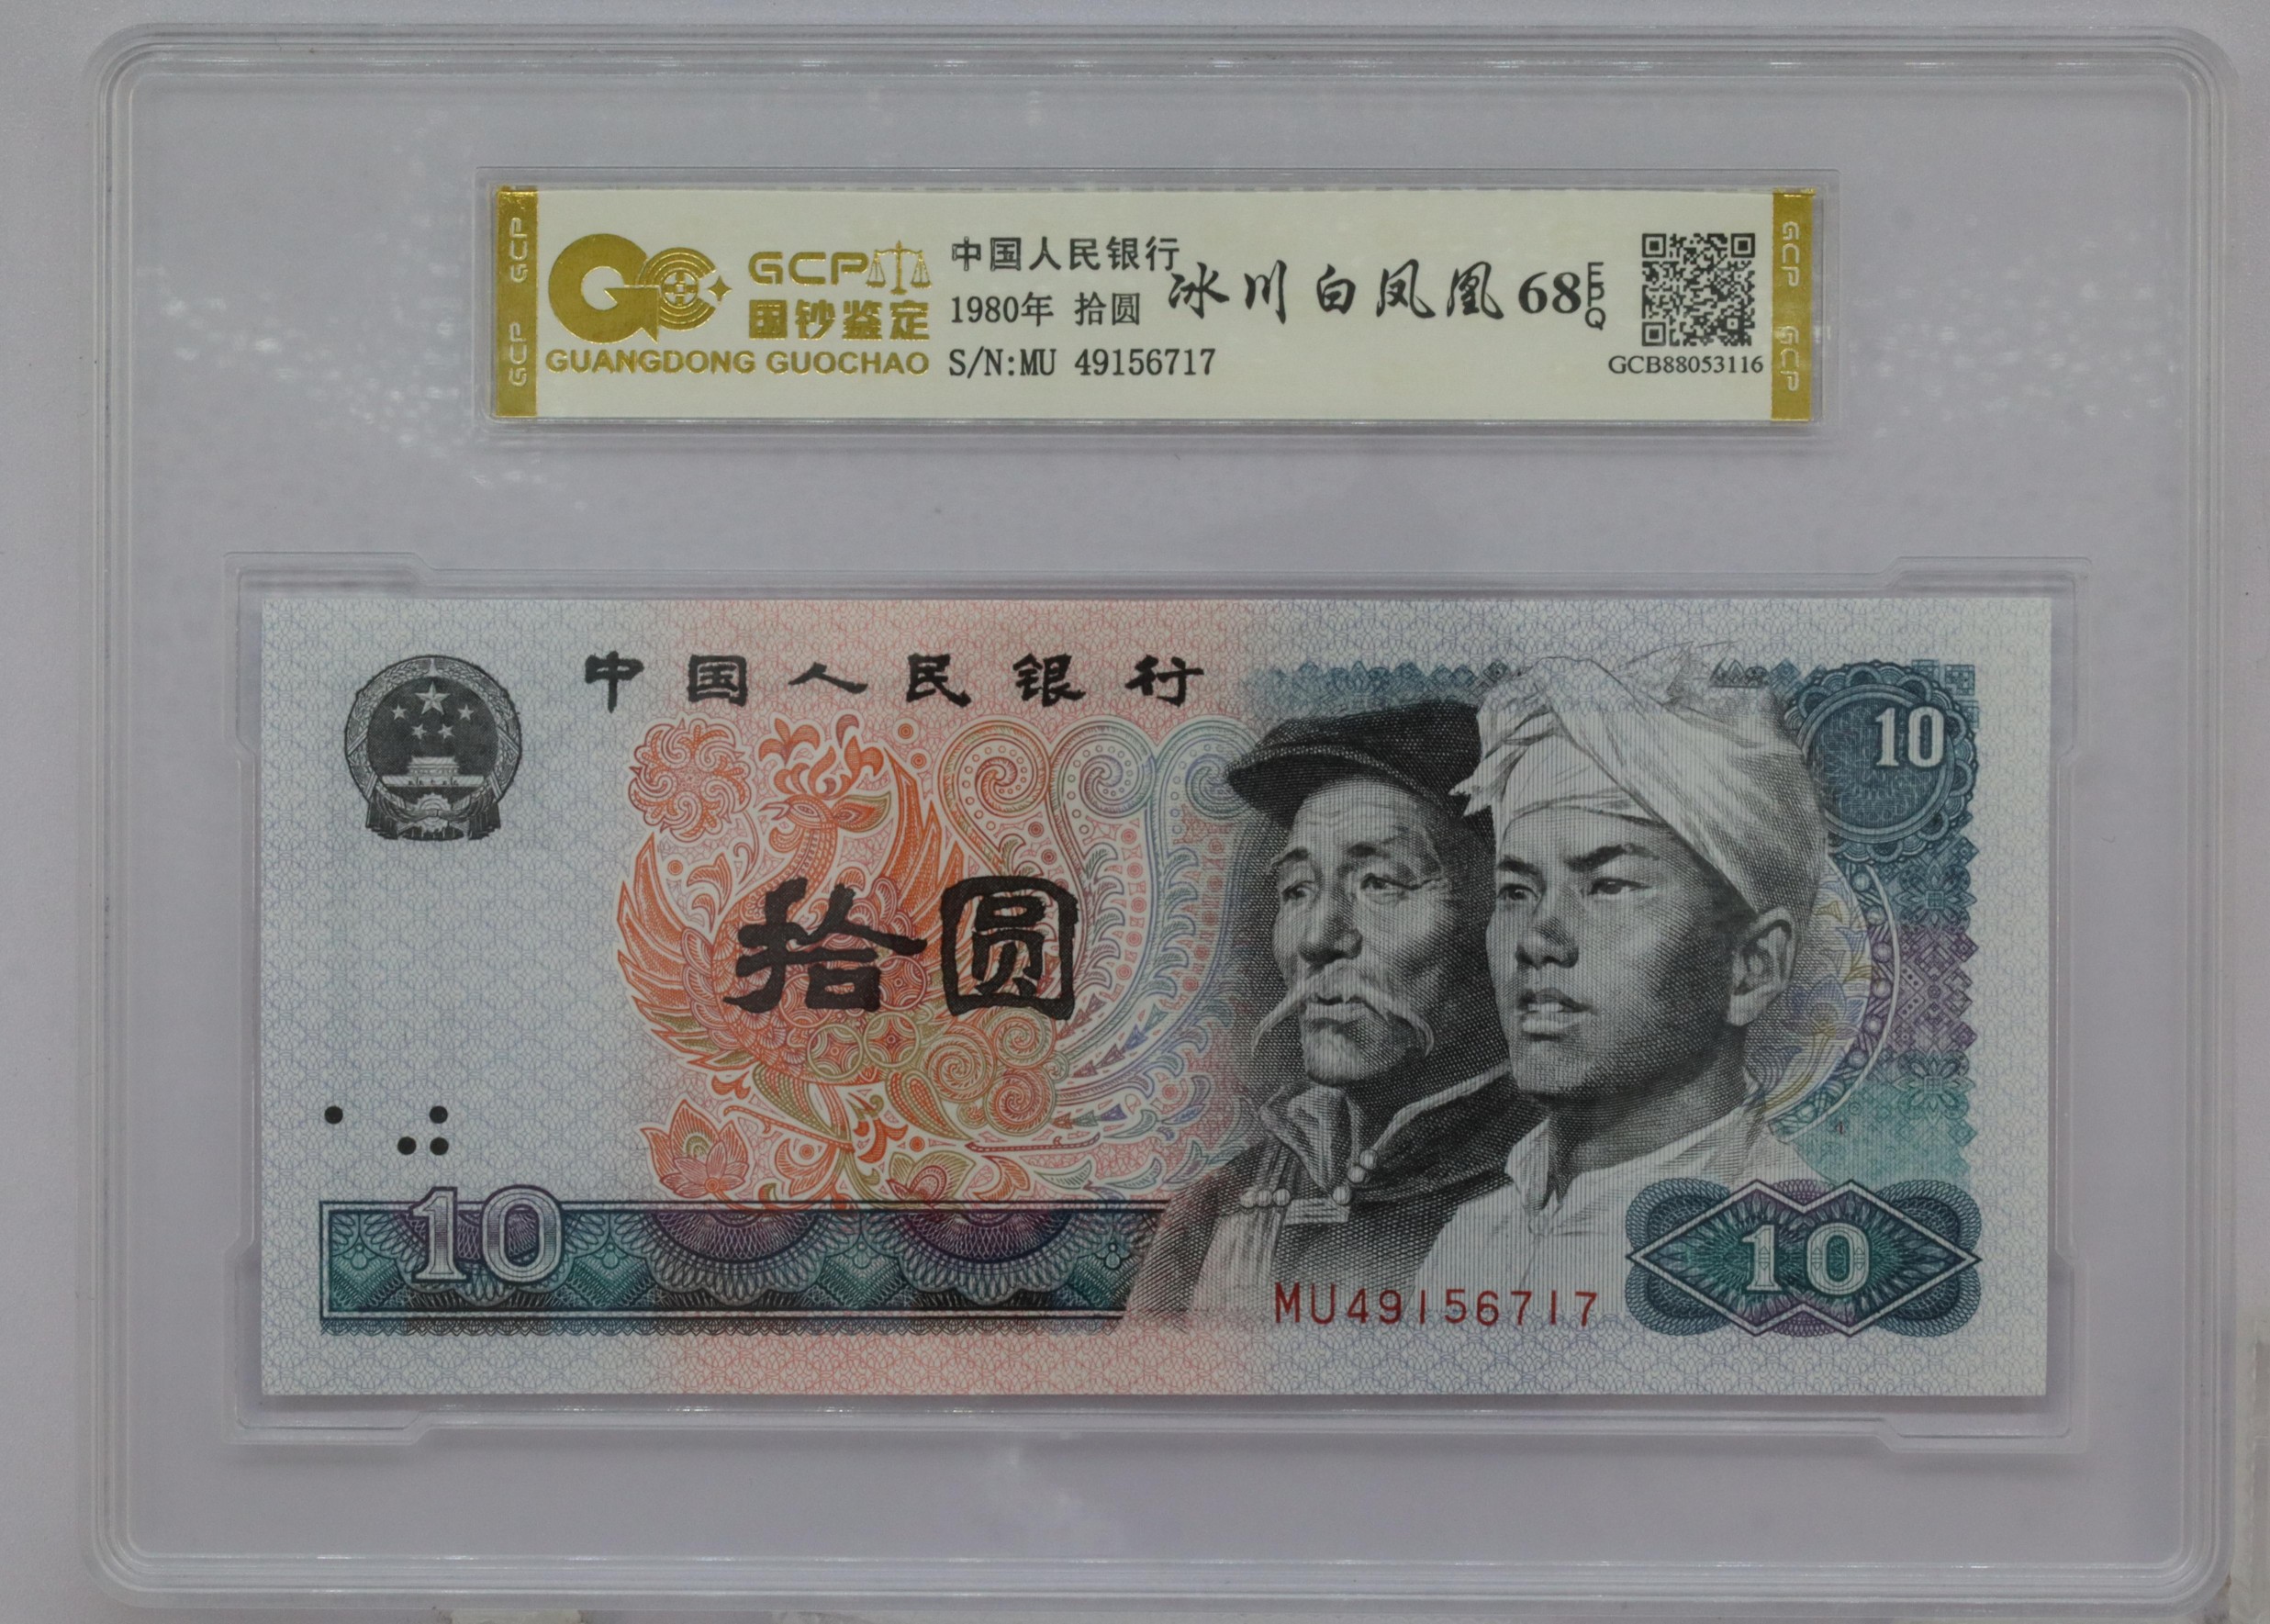 GCP GCP
GCP
国钞鉴定
GUANGDONG GUOCHAO
中国人民银行
1980年 拾圆
S/N:MU 49156717
冰川白凤凰 68 EPQ
GCB88053116
GCP GCP
中国人民银行
10
拾圆
10
MU49156717
10